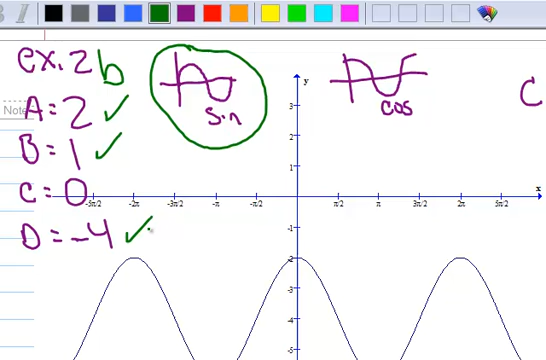 ex. 2 b
Note
A = 2 ✓
B = 1 ✓
C = 0
D = -4 ✓
sin
cos
C
y
x
3
2
1
-1
-2
-3
-4
-5
-5π/2 -2π -3π/2 -π -π/2 π/2 π 3π/2 2π 5π/2